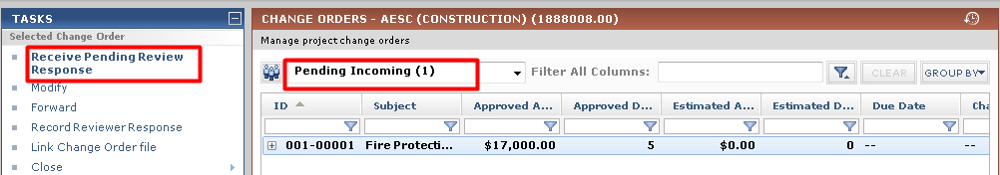 TASKS
Selected Change Order
Receive Pending Review
Response
Modify
Forward
Record Reviewer Response
Link Change Order file
Close
CHANGE ORDERS - AESC (CONSTRUCTION) (1888008.00)
Manage project change orders
Pending Incoming (1) Filter All Columns: CLEAR GROUP BY
ID Subject Approved A... Approved D... Estimated A... Estimated D... Due Date Cha
001-00001 Fire Protecti... $17,000.00 5 $0.00 0 --